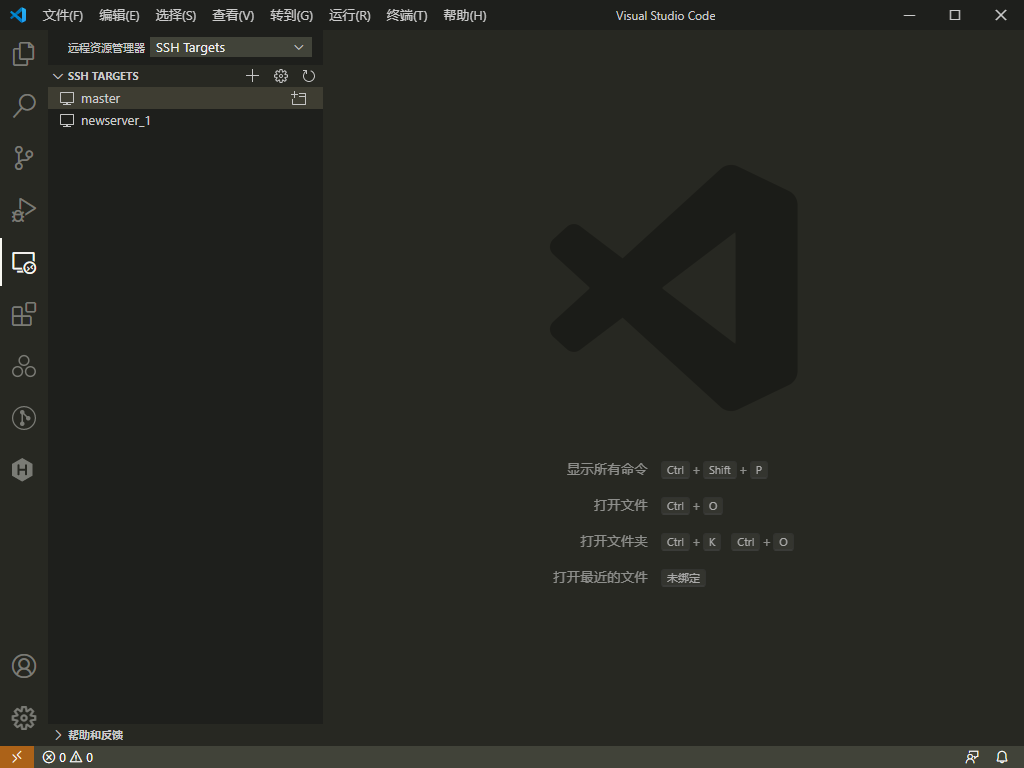 文件(F) 编辑(E) 选择(S) 查看(V) 转到(G) 运行(R) 终端(T) 帮助(H) Visual Studio Code
远程资源管理器 SSH Targets
SSH TARGETS
master
newserver_1
显示所有命令 Ctrl + Shift + P
打开文件 Ctrl + O
打开文件夹 Ctrl + K Ctrl + O
打开最近的文件 未绑定
帮助和反馈
0 0